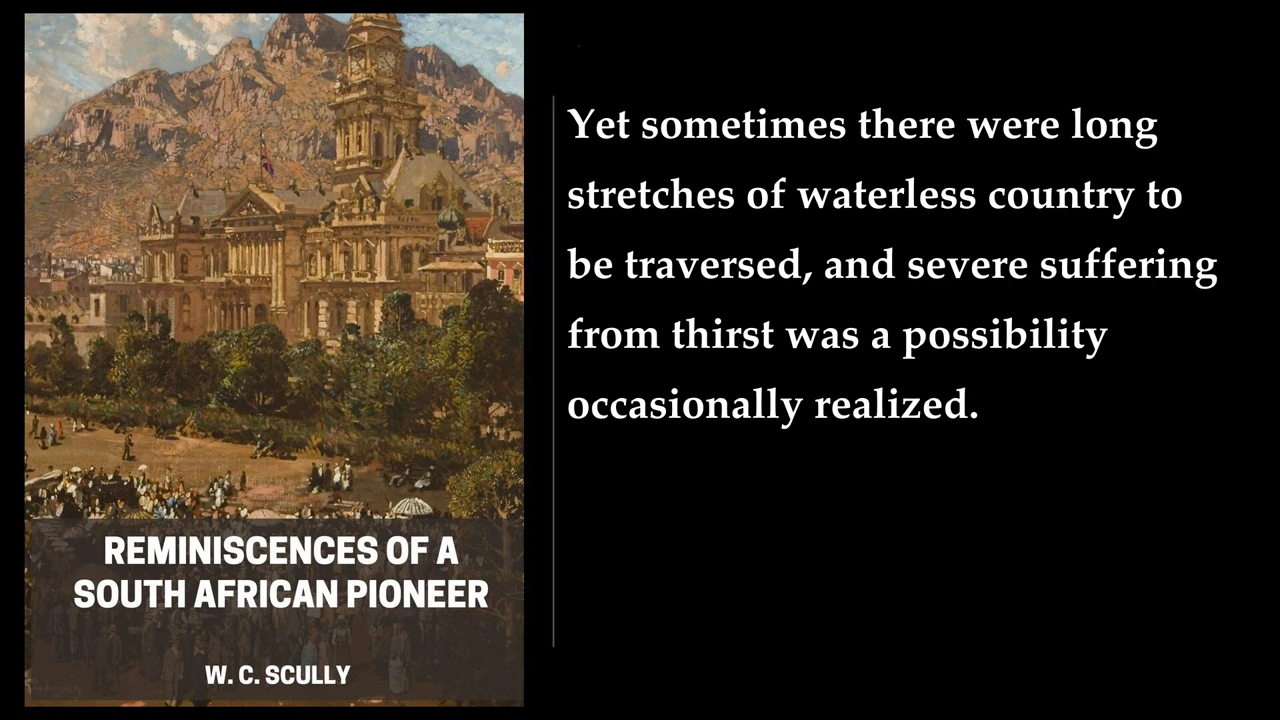 Yet sometimes there were long
stretches of waterless country to
be traversed, and severe suffering
from thirst was a possibility
occasionally realized.
REMINISCENCES OF A
SOUTH AFRICAN PIONEER
W. C. SCULLY